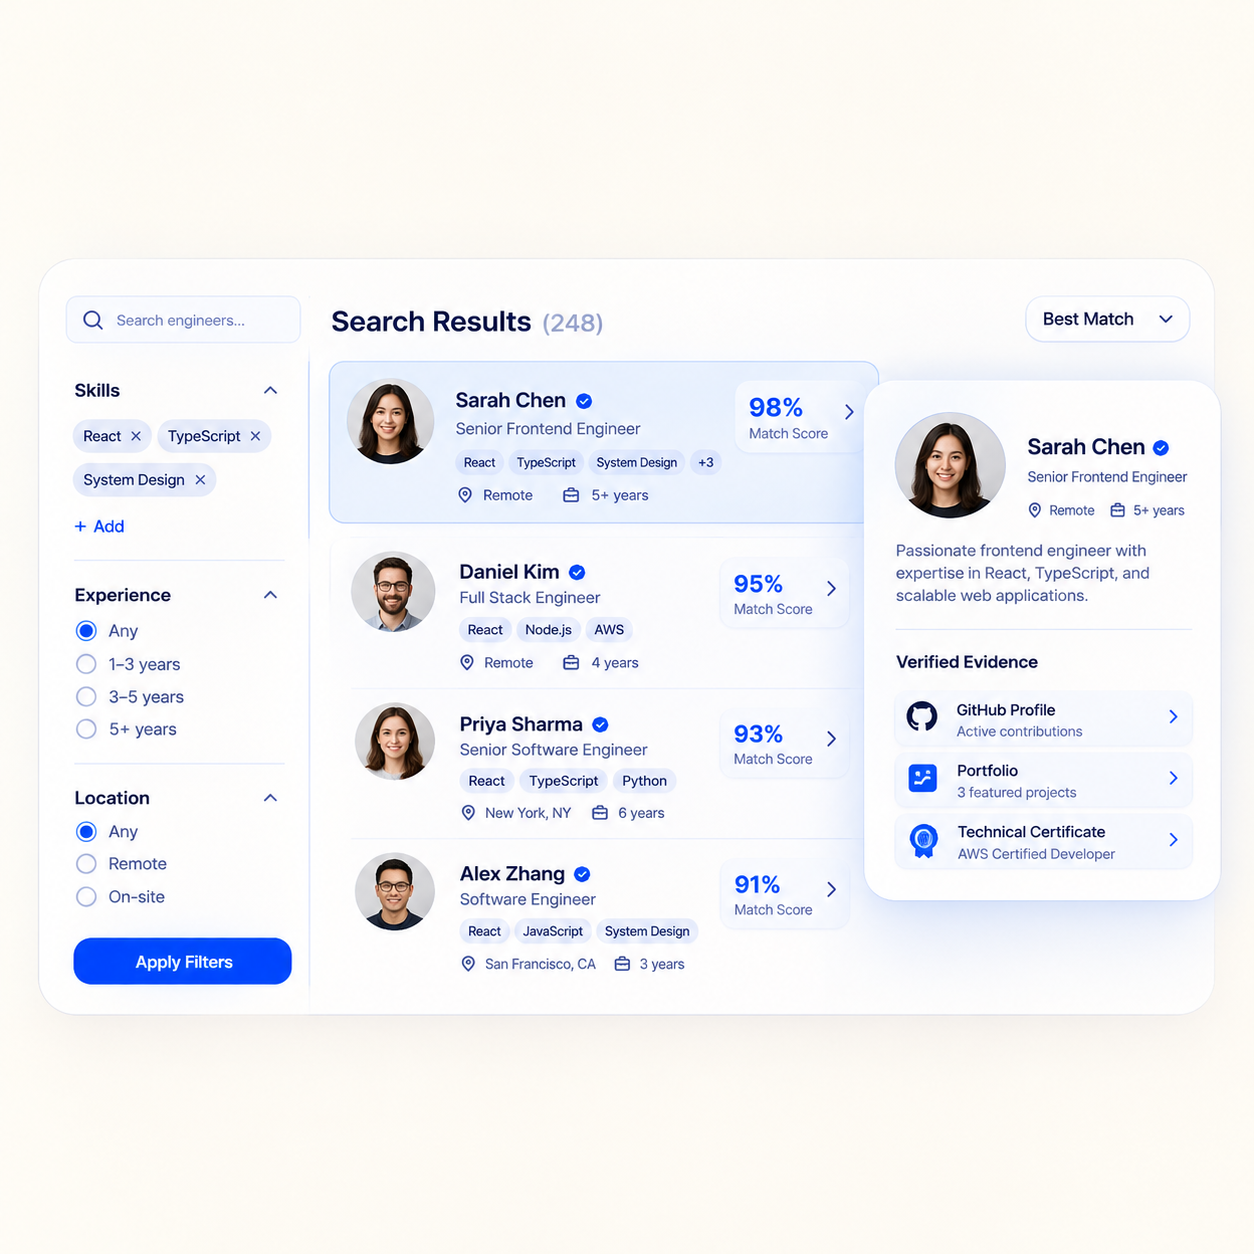 Search engineers...
Skills
React
TypeScript
System Design
+ Add
Experience
Any
1–3 years
3–5 years
5+ years
Location
Any
Remote
On-site
Apply Filters
Search Results (248)
Best Match
Sarah Chen
Senior Frontend Engineer
React TypeScript System Design +3
Remote 5+ years
98%
Match Score
Daniel Kim
Full Stack Engineer
React Node.js AWS
Remote 4 years
95%
Match Score
Priya Sharma
Senior Software Engineer
React TypeScript Python
New York, NY 6 years
93%
Match Score
Alex Zhang
Software Engineer
React JavaScript System Design
San Francisco, CA 3 years
91%
Match Score
Sarah Chen
Senior Frontend Engineer
Remote 5+ years
Passionate frontend engineer with
expertise in React, TypeScript, and
scalable web applications.
Verified Evidence
GitHub Profile
Active contributions
Portfolio
3 featured projects
Technical Certificate
AWS Certified Developer